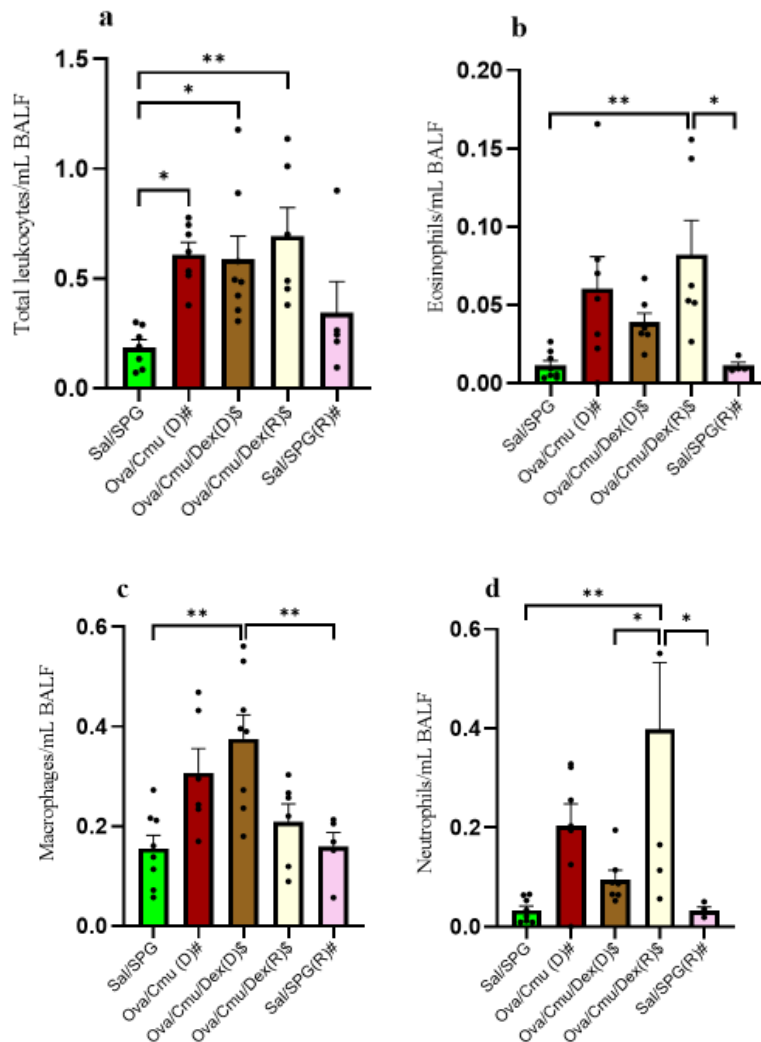 a
Total leukocytes/mL BALF
1.5
1.0
0.5
0.0
**
*
*
Sal/SPG
Ova/Cmu (D)#
Ova/Cmu/Dex(D)$
Ova/Cmu/Dex(R)$
Sal/SPG(R)#
b
Eosinophils/mL BALF
0.20
0.15
0.10
0.05
0.00
**
*
Sal/SPG
Ova/Cmu (D)#
Ova/Cmu/Dex(D)$
Ova/Cmu/Dex(R)$
Sal/SPG(R)#
c
Macrophages/mL BALF
0.6
0.4
0.2
0.0
**
**
Sal/SPG
Ova/Cmu (D)#
Ova/Cmu/Dex(D)$
Ova/Cmu/Dex(R)$
Sal/SPG(R)#
d
Neutrophils/mL BALF
0.6
0.4
0.2
0.0
**
*
*
Sal/SPG
Ova/Cmu (D)#
Ova/Cmu/Dex(D)$
Ova/Cmu/Dex(R)$
Sal/SPG(R)#